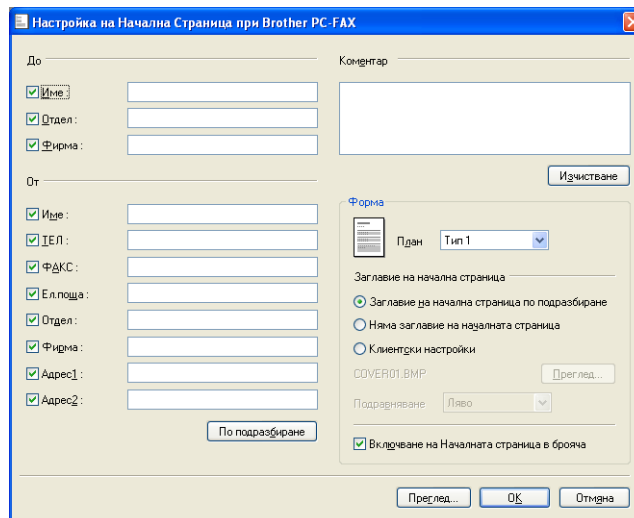 Настройка на Начална Страница при Brother PC-FAX
До
Име :
Отдел :
Фирма :
От
Име :
ТЕЛ :
ФАКС :
Ел.поща :
Отдел :
Фирма :
Адрес1 :
Адрес2 :
По подразбиране
Коментар
Изчистване
Форма
План
Тип 1
Заглавие на начална страница
Заглавие на начална страница по подразбиране
Няма заглавие на началната страница
Клиентски настройки
COVER01.BMP
Преглед...
Подравняване
Ляво
Включване на Началната страница в брояча
Преглед...
OK
Отмяна